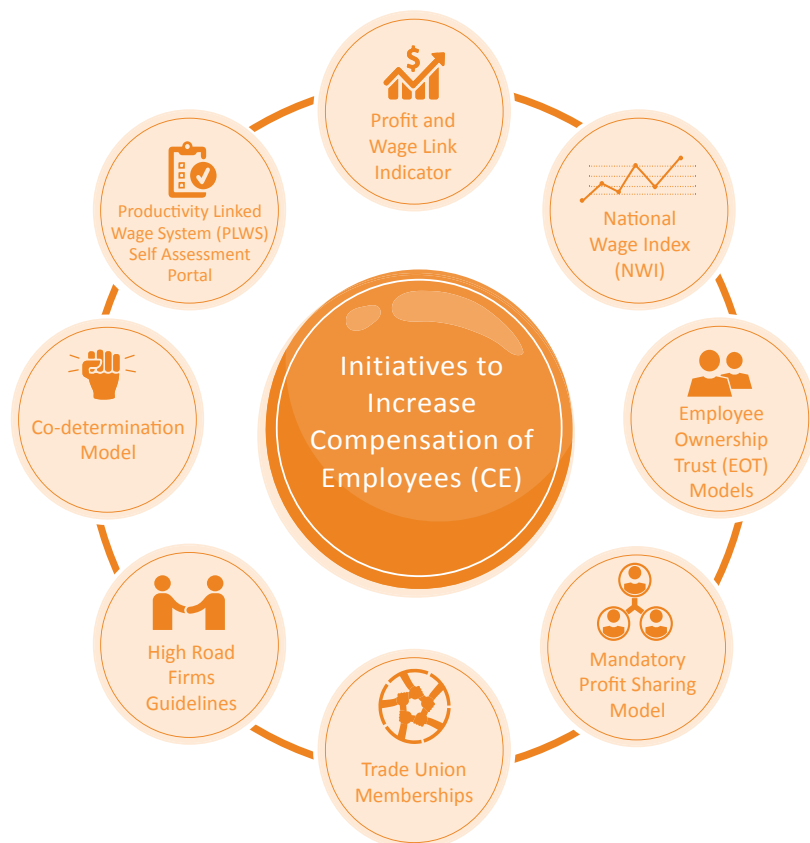 $
Profit and
Wage Link
Indicator
National
Wage Index
(NWI)
Employee
Ownership
Trust (EOT)
Models
Mandatory
Profit Sharing
Model
Trade Union
Memberships
High Road
Firms
Guidelines
Co-determination
Model
Productivity Linked
Wage System (PLWS)
Self Assessment
Portal
Initiatives to
Increase
Compensation of
Employees (CE)